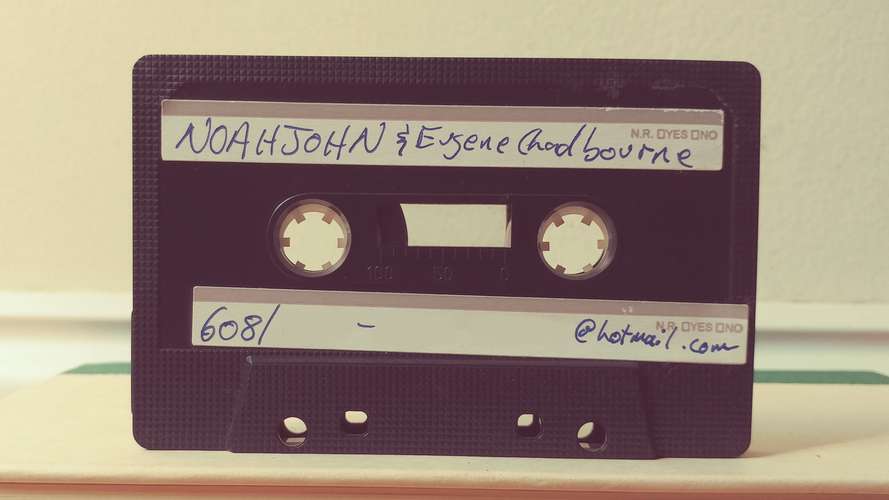 N.R. ☐YES ☐NO
NOAHJOHN & Eugene Chadbourne
100 50 0
N.R. ☐YES ☐NO
608/ - @hotmail.com